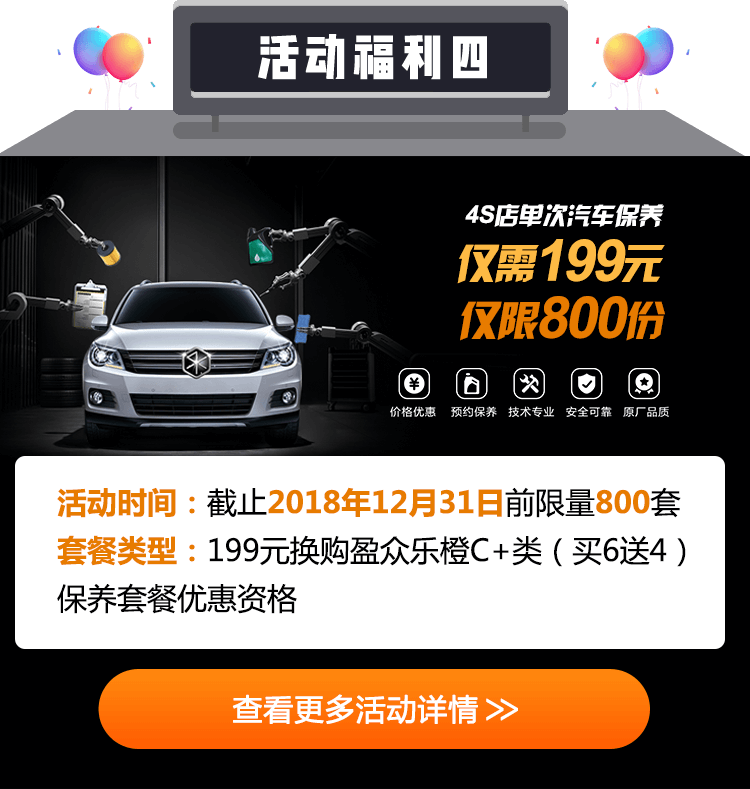 活动福利四
4S店单次汽车保养
仅需199元
仅限800份
价格优惠 预约保养 技术专业 安全可靠 原厂品质
活动时间：截止2018年12月31日前限量800套
套餐类型：199元换购盈众乐橙C+类（买6送4）
保养套餐优惠资格
查看更多活动详情 >>